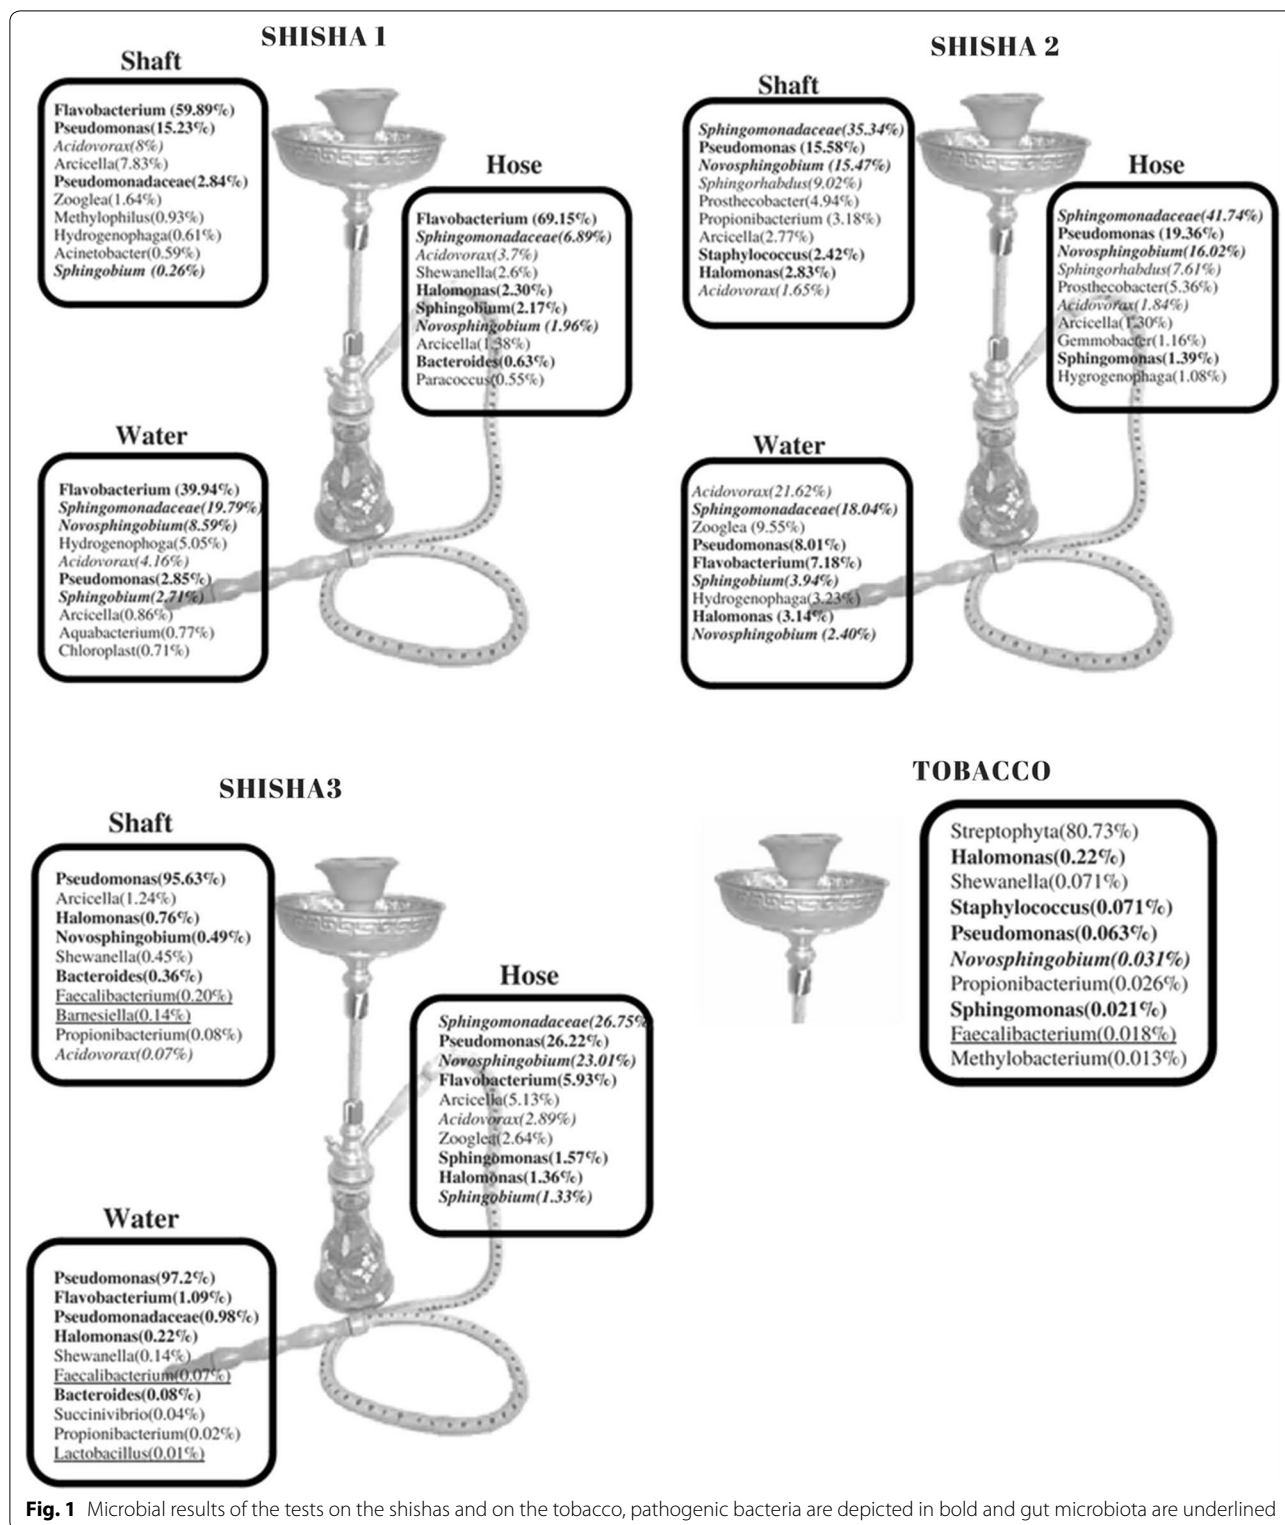 SHISHA 1
Shaft
Flavobacterium (59.89%)
Pseudomonas(15.23%)
Acidovorax(8%)
Arcicella(7.83%)
Pseudomonadaceae(2.84%)
Zooglea(1.64%)
Methylophilus(0.93%)
Hydrogenophaga(0.61%)
Acinetobacter(0.59%)
Sphingobium (0.26%)
Hose
Flavobacterium (69.15%)
Sphingomonadaceae(6.89%)
Acidovorax(3.7%)
Shewanella(2.6%)
Halomonas(2.30%)
Sphingobium(2.17%)
Novosphingobium (1.96%)
Arcicella(1.38%)
Bacteroides(0.63%)
Paracoccus(0.55%)
Water
Flavobacterium (39.94%)
Sphingomonadaceae(19.79%)
Novosphingobium(8.59%)
Hydrogenophoga(5.05%)
Acidovorax(4.16%)
Pseudomonas(2.85%)
Sphingobium(2.71%)
Arcicella(0.86%)
Aquabacterium(0.77%)
Chloroplast(0.71%)
SHISHA 2
Shaft
Sphingomonadaceae(35.34%)
Pseudomonas (15.58%)
Novosphingobium (15.47%)
Sphingorhabdus(9.02%)
Prosthecobacter(4.94%)
Propionibacterium (3.18%)
Arcicella(2.77%)
Staphylococcus(2.42%)
Halomonas(2.83%)
Acidovorax(1.65%)
Hose
Sphingomonadaceae(41.74%)
Pseudomonas (19.36%)
Novosphingobium(16.02%)
Sphingorhabdus(7.61%)
Prosthecobacter(5.36%)
Acidovorax(1.84%)
Arcicella(1.30%)
Gemmobacter(1.16%)
Sphingomonas(1.39%)
Hygrogenophaga(1.08%)
Water
Acidovorax(21.62%)
Sphingomonadaceae(18.04%)
Zooglea (9.55%)
Pseudomonas(8.01%)
Flavobacterium(7.18%)
Sphingobium(3.94%)
Hydrogenophaga(3.23%)
Halomonas (3.14%)
Novosphingobium (2.40%)
SHISHA3
Shaft
Pseudomonas(95.63%)
Arcicella(1.24%)
Halomonas(0.76%)
Novosphingobium(0.49%)
Shewanella(0.45%)
Bacteroides(0.36%)
Faecalibacterium(0.20%)
Barnesiella(0.14%)
Propionibacterium(0.08%)
Acidovorax(0.07%)
Hose
Sphingomonadaceae(26.75%
Pseudomonas(26.22%)
Novosphingobium(23.01%)
Flavobacterium(5.93%)
Arcicella(5.13%)
Acidovorax(2.89%)
Zooglea(2.64%)
Sphingomonas(1.57%)
Halomonas(1.36%)
Sphingobium(1.33%)
Water
Pseudomonas(97.2%)
Flavobacterium(1.09%)
Pseudomonadaceae(0.98%)
Halomonas(0.22%)
Shewanella(0.14%)
Faecalibacterium(0.07%)
Bacteroides(0.08%)
Succinivibrio(0.04%)
Propionibacterium(0.02%)
Lactobacillus(0.01%)
TOBACCO
Streptophyta(80.73%)
Halomonas(0.22%)
Shewanella(0.071%)
Staphylococcus(0.071%)
Pseudomonas(0.063%)
Novosphingobium(0.031%)
Propionibacterium(0.026%)
Sphingomonas(0.021%)
Faecalibacterium(0.018%)
Methylobacterium(0.013%)
Fig. 1 Microbial results of the tests on the shishas and on the tobacco, pathogenic bacteria are depicted in bold and gut microbiota are underlined